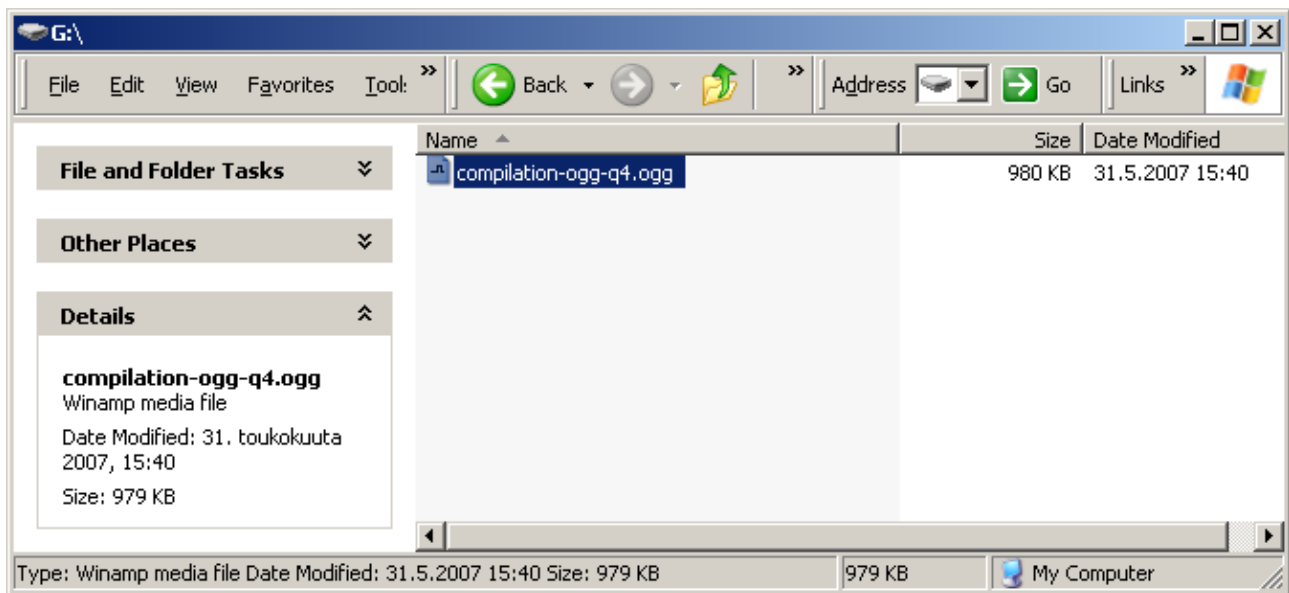 G:\
File Edit View Favorites Tool: » Back » Address Go Links »
Name Size Date Modified
File and Folder Tasks
compilation-ogg-q4.ogg 980 KB 31.5.2007 15:40
Other Places
Details
compilation-ogg-q4.ogg
Winamp media file
Date Modified: 31. toukokuuta
2007, 15:40
Size: 979 KB
Type: Winamp media file Date Modified: 31.5.2007 15:40 Size: 979 KB 979 KB My Computer